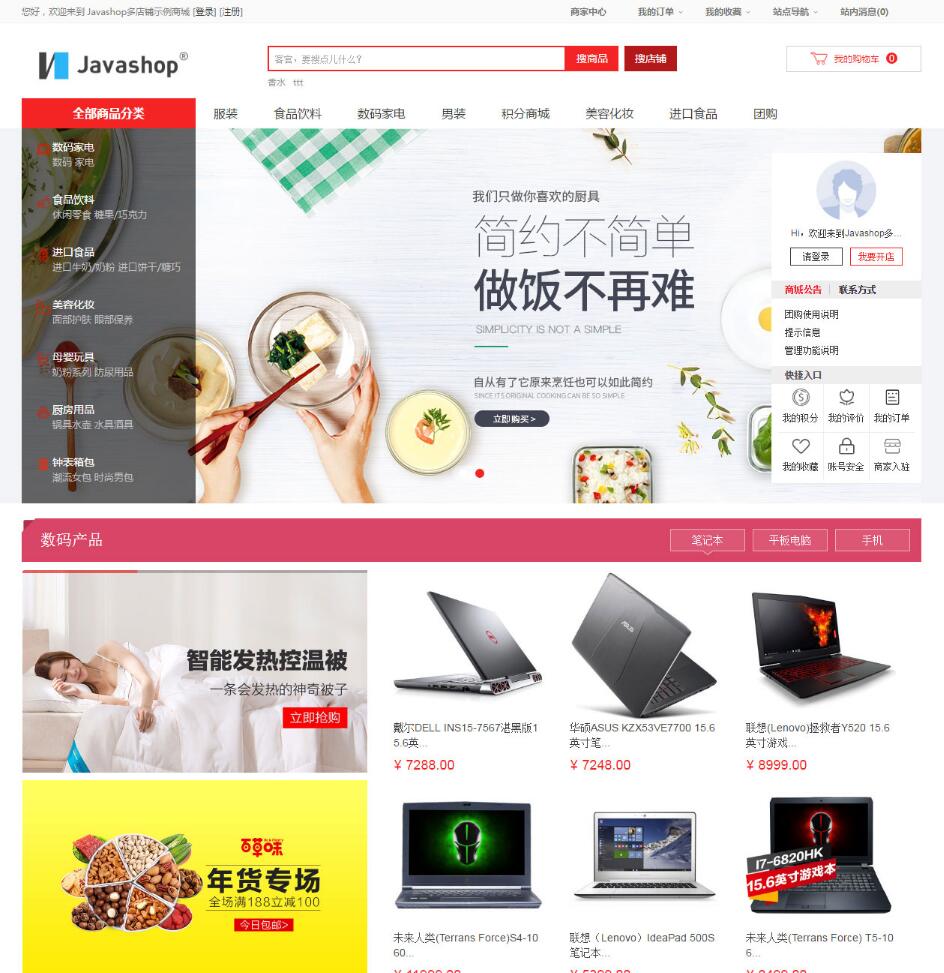 您好，欢迎来到 Javashop多店铺示例商城 [登录] [注册]
商家中心 我的订单 我的收藏 站点导航 站内消息(0)
Javashop®
客官，要搜点儿什么？
搜商品
搜店铺
我的购物车 0
香水 ttt
全部商品分类
服装 食品饮料 数码家电 男装 积分商城 美容化妆 进口食品 团购
数码家电
数码 家电
食品饮料
休闲零食 糖果/巧克力
进口食品
进口牛奶/奶粉 进口饼干/糖巧
美容化妆
面部护肤 眼部保养
母婴玩具
奶粉系列 防尿用品
厨房用品
锅具水壶 水具酒具
钟表箱包
潮流女包 时尚男包
我们只做你喜欢的厨具
简约不简单
做饭不再难
SIMPLICITY IS NOT A SIMPLE
自从有了它原来烹饪也可以如此简约
SINCE ITS ORIGINAL COOKING CAN BE SO SIMPLE
立即购买>
Hi，欢迎来到Javashop多...
请登录 我要开店
商城公告 联系方式
团购使用说明
提示信息
管理功能说明
快捷入口
我的积分 我的评价 我的订单
我的收藏 账号安全 商家入驻
数码产品
笔记本 平板电脑 手机
智能发热控温被
一条会发热的神奇被子
立即抢购
百草味
年货专场
全场满188立减100
今日包邮>
戴尔DELL INS15-7567湛黑版1
5.6英...
¥ 7288.00
华硕ASUS KZX53VE7700 15.6
英寸笔...
¥ 7248.00
联想(Lenovo)拯救者Y520 15.6
英寸游戏...
¥ 8999.00
未来人类(Terrans Force)S4-10
60...
联想（Lenovo）IdeaPad 500S
笔记本...
I7-6820HK
15.6英寸游戏本
未来人类(Terrans Force) T5-10
6...